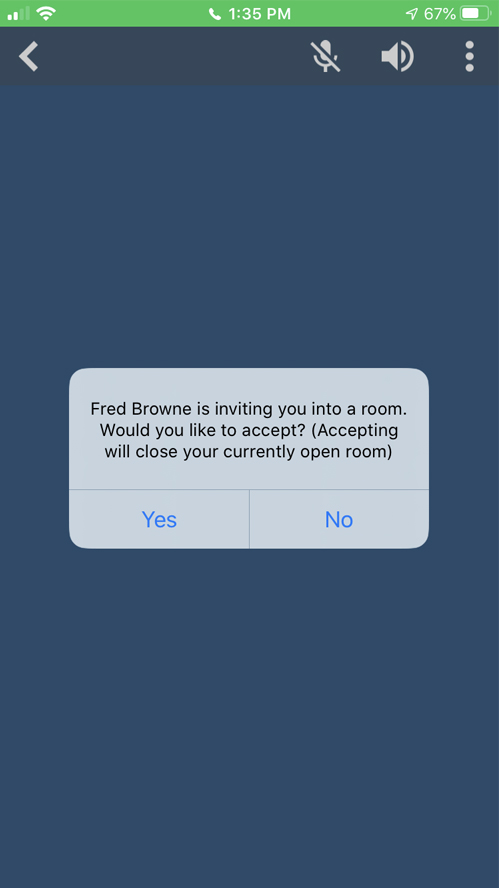 1:35 PM
67%
Fred Browne is inviting you into a room.
Would you like to accept? (Accepting
will close your currently open room)
Yes
No